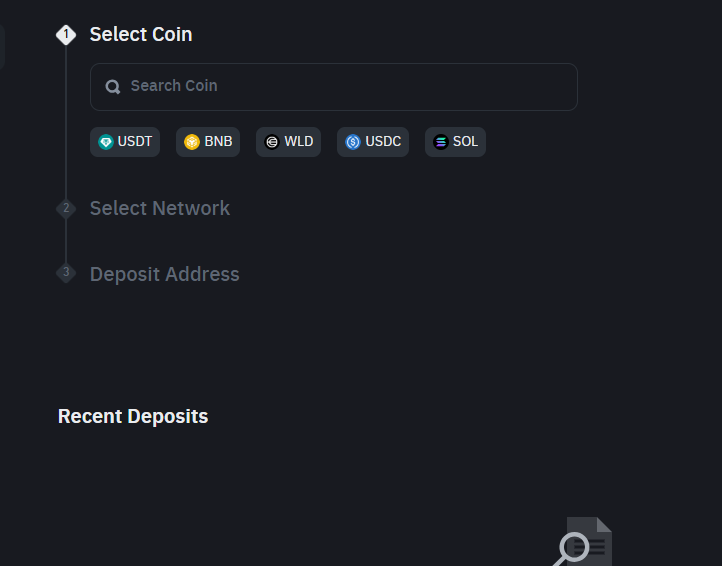 1 Select Coin
Search Coin
USDT BNB WLD USDC SOL
2 Select Network
3 Deposit Address
Recent Deposits